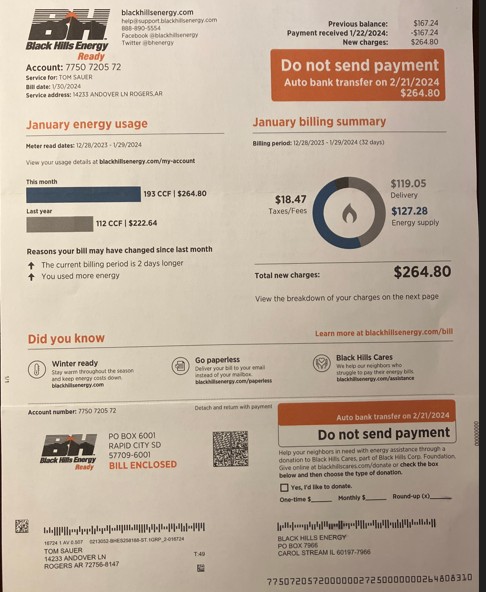 BH
Black Hills Energy
Ready
blackhillsenergy.com
help@support.blackhillsenergy.com
888-890-5554
Facebook @blackhillsenergy
Twitter @bhenergy
Previous balance: $167.24
Payment received 1/22/2024: -$167.24
New charges: $264.80
Account: 7750 7205 72
Service for: TOM SAUER
Bill date: 1/30/2024
Service address: 14233 ANDOVER LN ROGERS,AR
Do not send payment
Auto bank transfer on 2/21/2024
$264.80
January energy usage
Meter read dates: 12/28/2023 - 1/29/2024
View your usage details at blackhillsenergy.com/my-account
This month
193 CCF | $264.80
Last year
112 CCF | $222.64
Reasons your bill may have changed since last month
The current billing period is 2 days longer
You used more energy
January billing summary
Billing period: 12/28/2023 - 1/29/2024 (32 days)
$18.47
Taxes/Fees
$119.05
Delivery
$127.28
Energy supply
Total new charges: $264.80
View the breakdown of your charges on the next page
Did you know
Learn more at blackhillsenergy.com/bill
Winter ready
Stay warm throughout the season
and keep energy costs down.
blackhillsenergy.com
Go paperless
Deliver your bill to your email
instead of your mailbox.
blackhillsenergy.com/paperless
Black Hills Cares
We help our neighbors who
struggle to pay their energy bills.
blackhillsenergy.com/assistance
1/1
Account number: 7750 7205 72
Detach and return with payment
BH
Black Hills Energy
Ready
PO BOX 6001
RAPID CITY SD
57709-6001
BILL ENCLOSED
Auto bank transfer on 2/21/2024
Do not send payment
Help your neighbors in need with energy assistance through a
donation to Black Hills Cares, part of Black Hills Corp. Foundation.
Give online at blackhillscares.com/donate or check the box
below and then choose the type of donation.
Yes, I'd like to donate.
One-time $ Monthly $ Round-up (x)
TOM SAUER
14233 ANDOVER LN
ROGERS AR 72756-8147
T:49
BLACK HILLS ENERGY
PO BOX 7966
CAROL STREAM IL 60197-7966